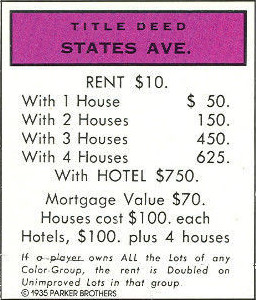 TITLE DEED
STATES AVE.
RENT $10.
With 1 House $ 50.
With 2 Houses 150.
With 3 Houses 450.
With 4 Houses 625.
With HOTEL $750.
Mortgage Value $70.
Houses cost $100. each
Hotels, $100. plus 4 houses
If a player owns ALL the Lots of any
Color-Group, the rent is Doubled on
Unimproved Lots in that group.
©1935 PARKER BROTHERS